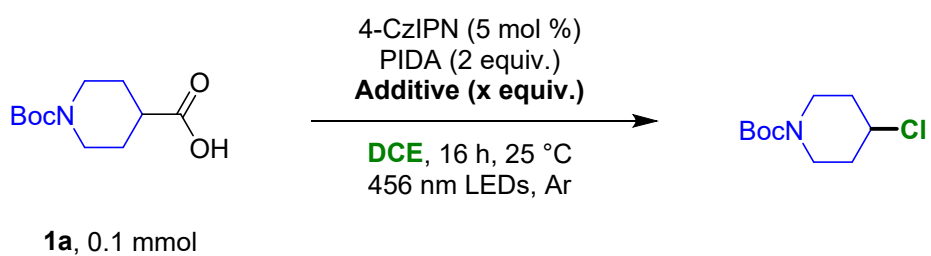 4-CzIPN (5 mol %)
PIDA (2 equiv.)
Additive (x equiv.)
BocN
O
OH
BocN
Cl
DCE, 16 h, 25 °C
456 nm LEDs, Ar
1a, 0.1 mmol